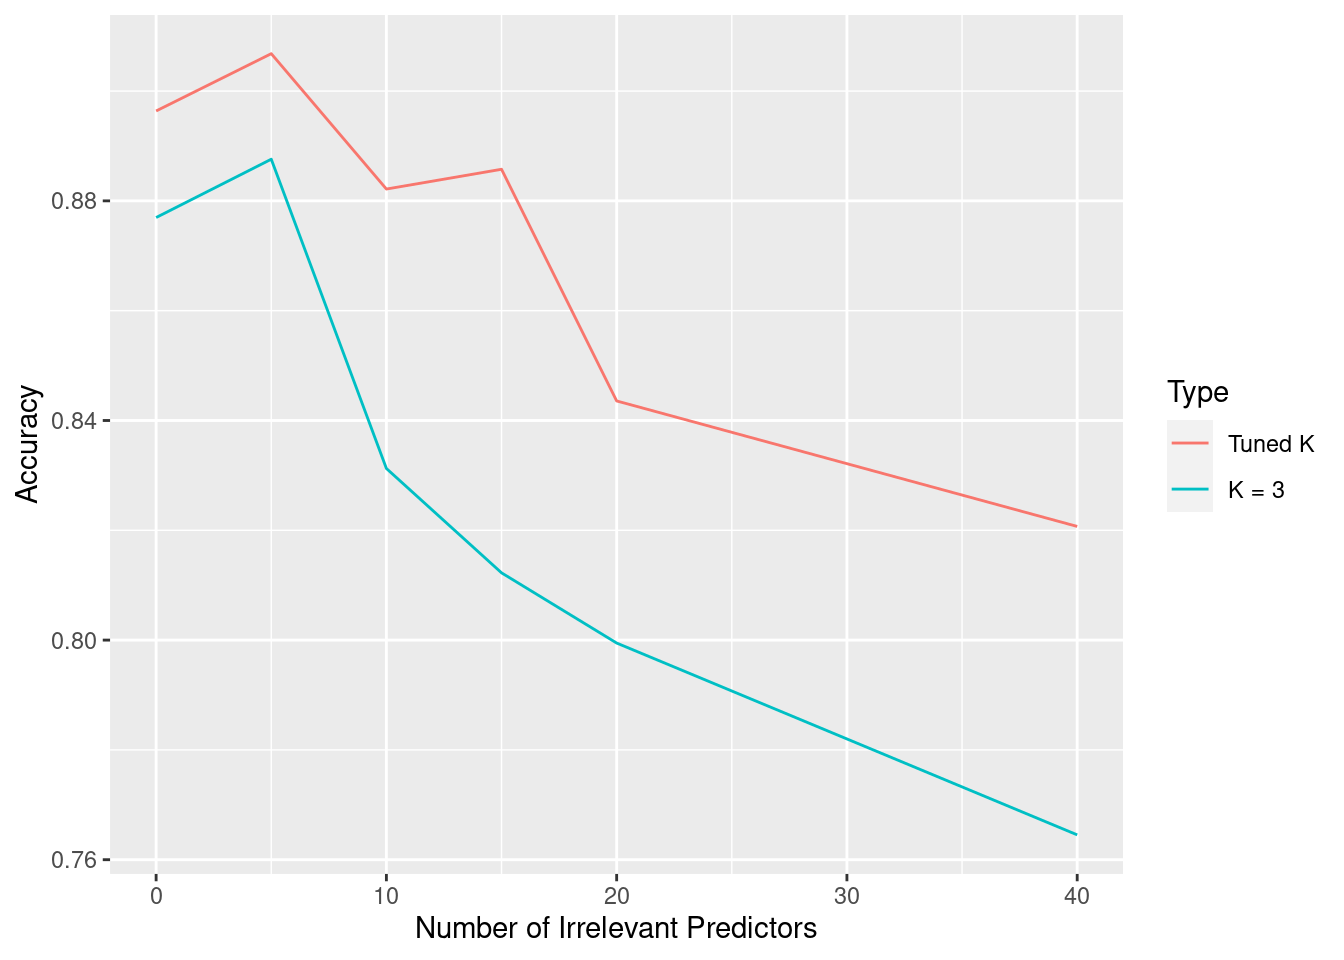 0.88
0.84
0.80
0.76
Accuracy
0 10 20 30 40
Number of Irrelevant Predictors
Type
Tuned K
K = 3